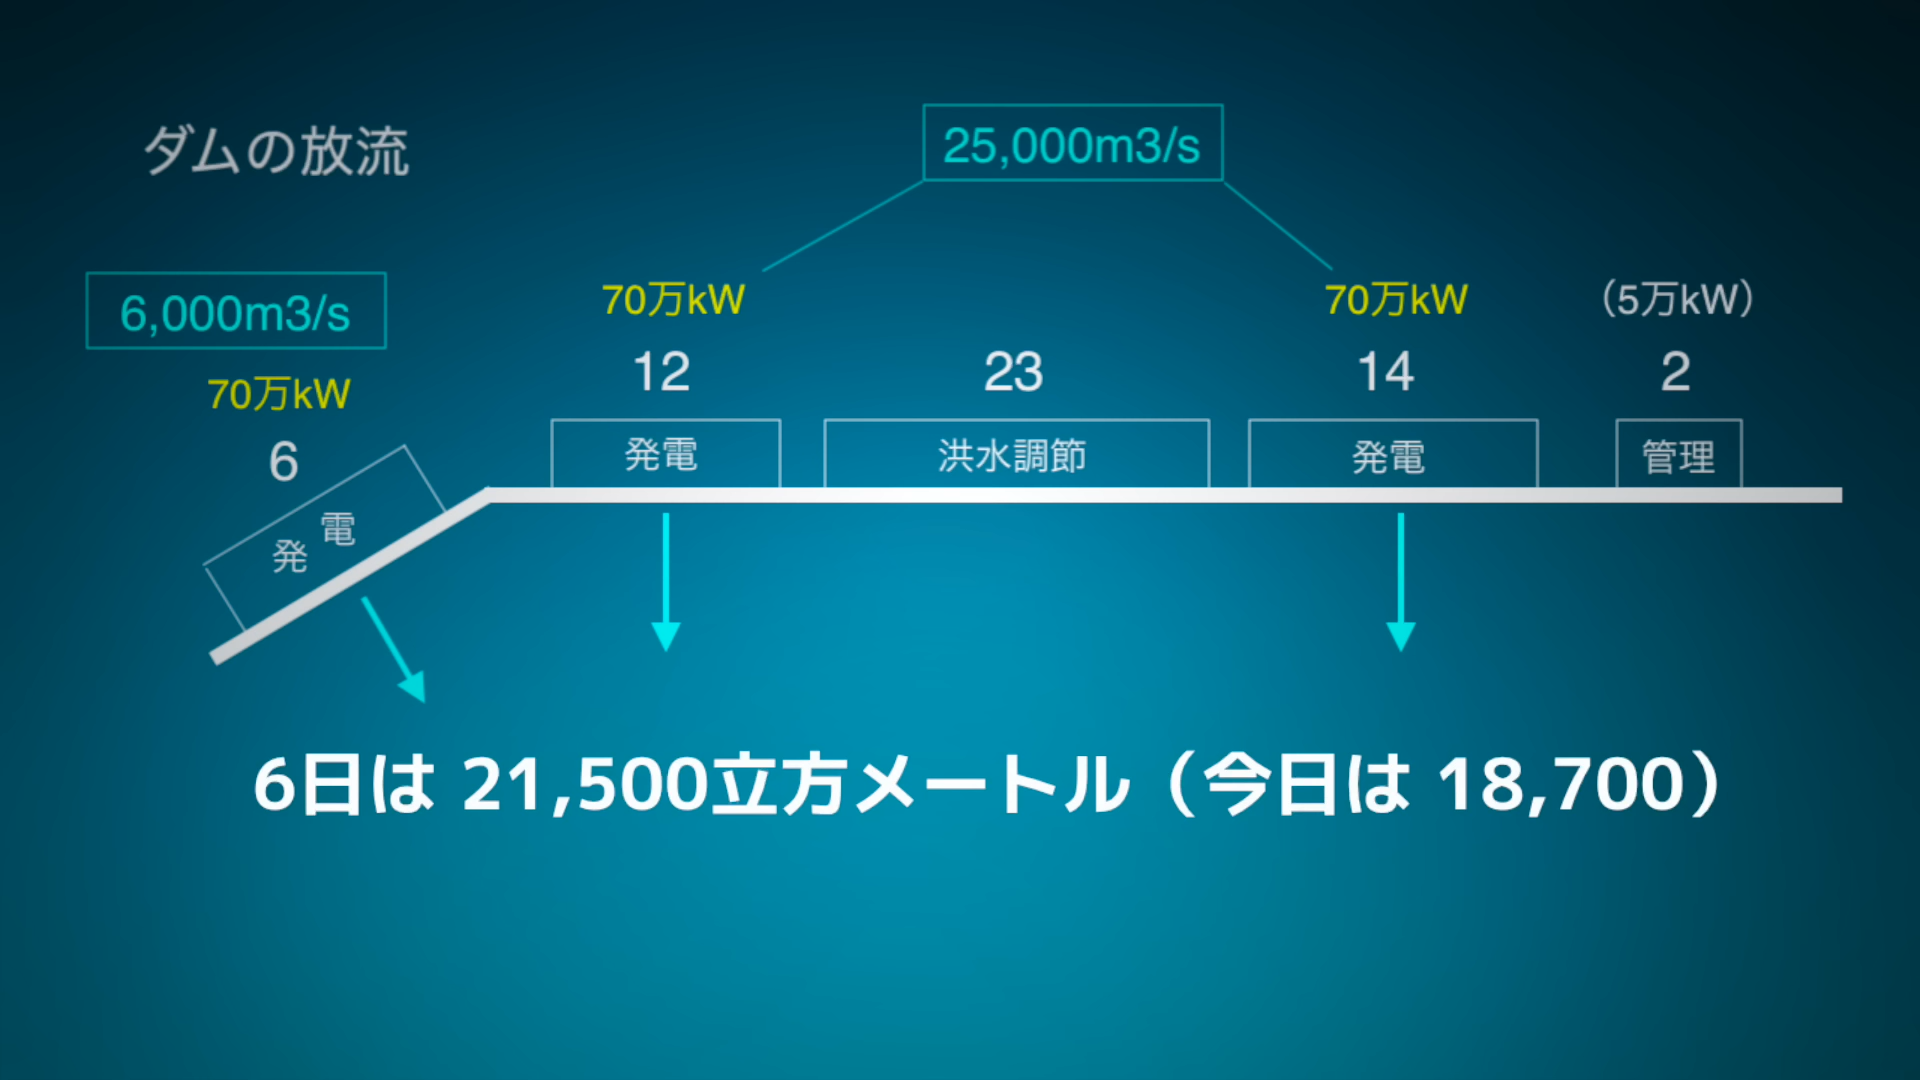 ダムの放流
25,000m3/s
6,000m3/s
70万kW
70万kW
(5万kW)
70万kW
12
23
14
2
6
発電
洪水調節
発電
管理
発電
6日は 21,500立方メートル（今日は 18,700）